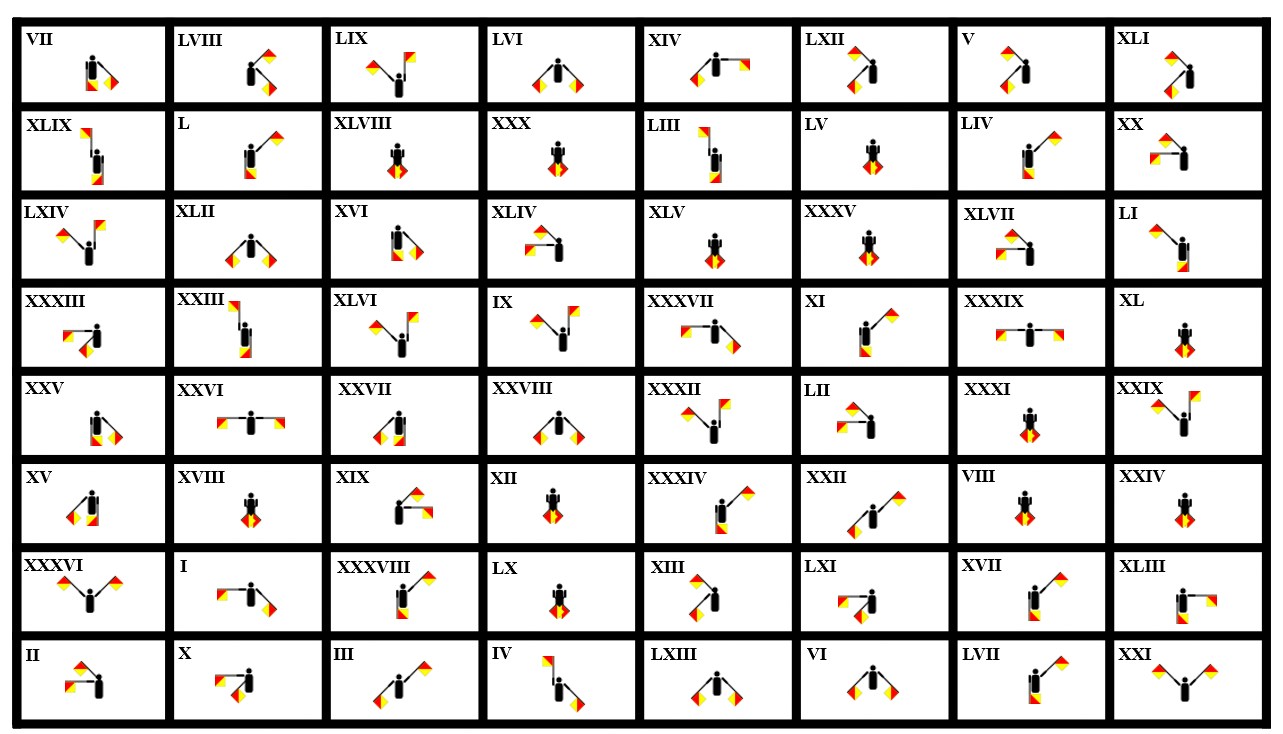 VII LVIII LIX LVI XIV LXII V XLI
XLIX L XLVIII XXX LIII LV LIV XX
LXIV XLII XVI XLIV XLV XXXV XLVII LI
XXXIII XXIII XLVI IX XXXVII XI XXXIX XL
XXV XXVI XXVII XXVIII XXXII LII XXXI XXIX
XV XVIII XIX XII XXXIV XXII VIII XXIV
XXXVI I XXXVIII LX XIII LXI XVII XLIII
II X III IV LXIII VI LVII XXI